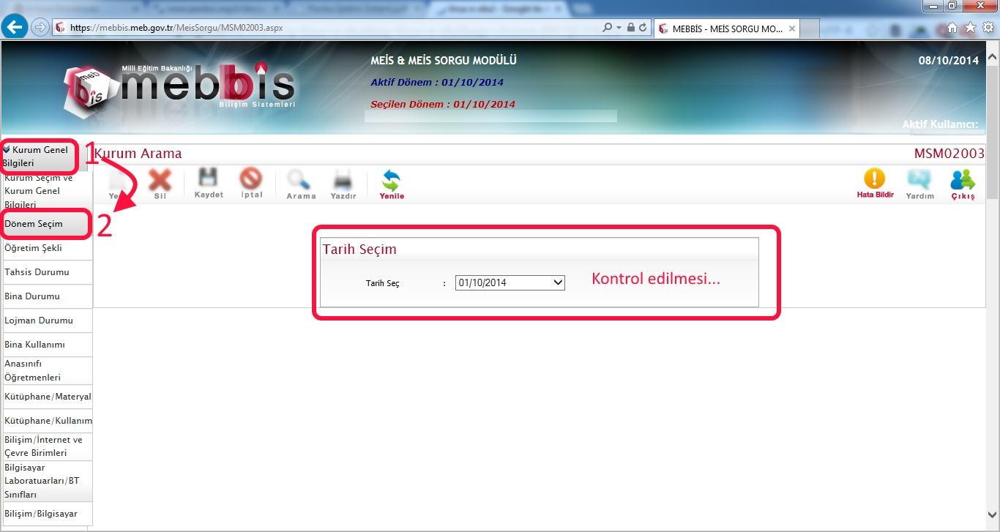 https://mebbis.meb.gov.tr/MeisSorgu/MSM02003.aspx
MEBBİS - MEİS SORGU MO...
Milli Eğitim Bakanlığı
mebbis
Bilişim Sistemleri
meb
bis
MEİS & MEİS SORGU MODÜLÜ
Aktif Dönem : 01/10/2014
Seçilen Dönem : 01/10/2014
08/10/2014
Aktif Kullanıcı:
Kurum Genel
Bilgileri
1
Kurum Arama
MSM02003
Sil
Kaydet
İptal
Arama
Yazdır
Yenile
Hata Bildir
Yardım
Çıkış
Kurum Seçim ve
Kurum Genel
Bilgileri
Dönem Seçim
2
Öğretim Şekli
Tahsis Durumu
Bina Durumu
Lojman Durumu
Bina Kullanımı
Anasınıfı
Öğretmenleri
Kütüphane/Materyal
Kütüphane/Kullanım
Bilişim/İnternet ve
Çevre Birimleri
Bilgisayar
Laboratuarları/BT
Sınıfları
Bilişim/Bilgisayar
Tarih Seçim
Tarih Seç : 01/10/2014
Kontrol edilmesi...